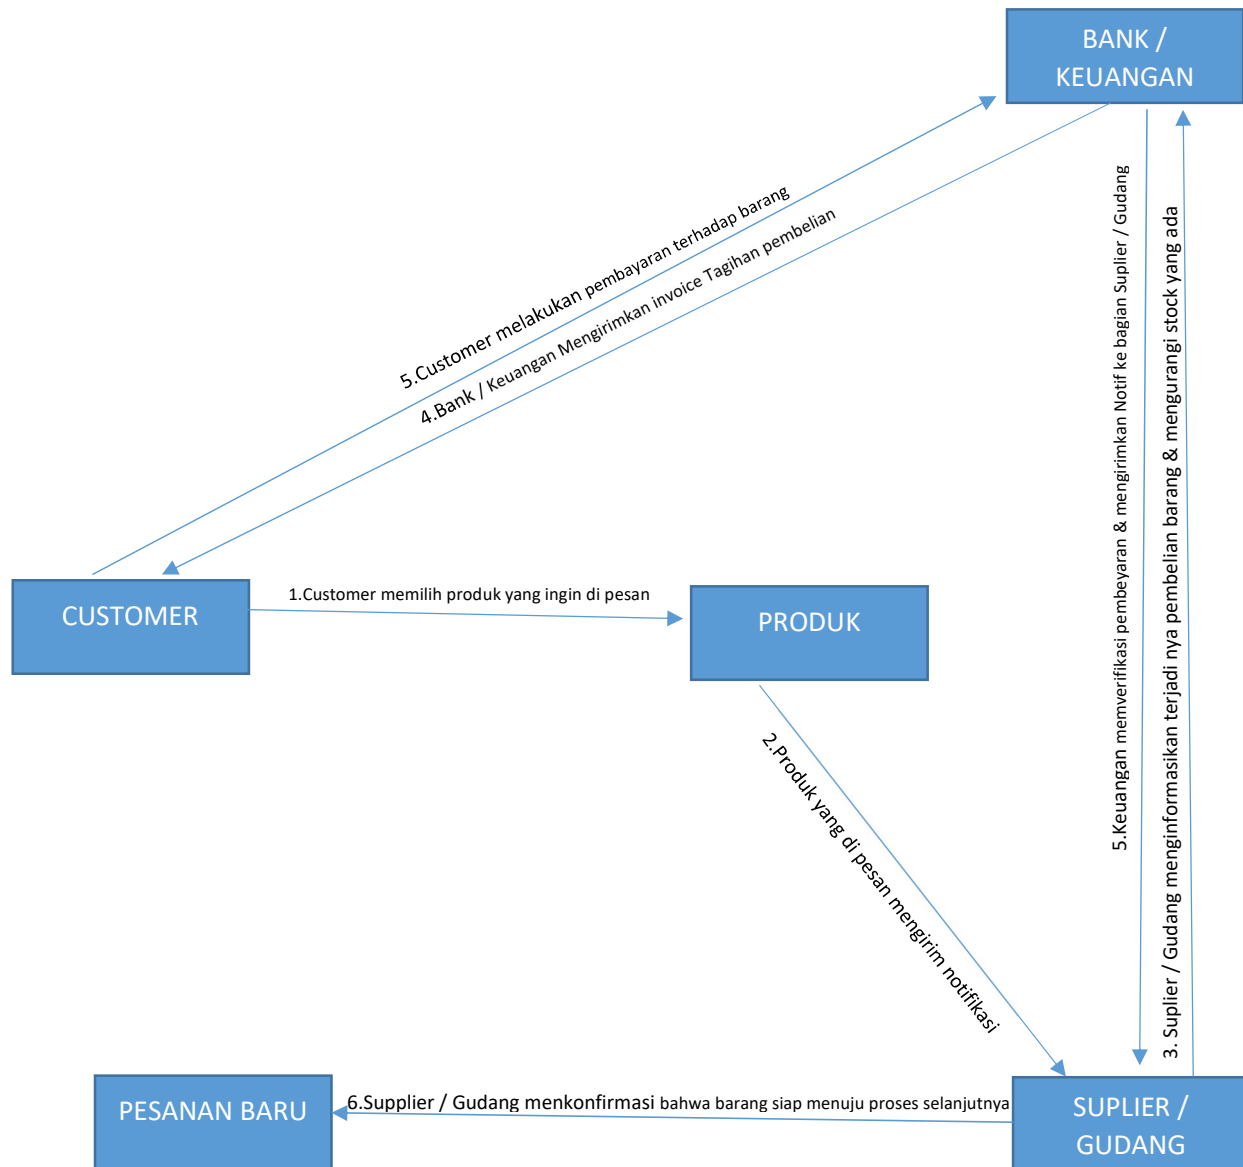 BANK /
KEUANGAN
5.Customer melakukan pembayaran terhadap barang
4.Bank / Keuangan Mengirimkan invoice Tagihan pembelian
5.Keuangan memverifikasi pembeyaran & mengirimkan Notif ke bagian Suplier / Gudang
3. Suplier / Gudang menginformasikan terjadi nya pembelian barang & mengurangi stock yang ada
CUSTOMER
1.Customer memilih produk yang ingin di pesan
PRODUK
2.Produk yang di pesan mengirim notifikasi
PESANAN BARU
6.Supplier / Gudang menkonfirmasi bahwa barang siap menuju proses selanjutnya
SUPLIER /
GUDANG